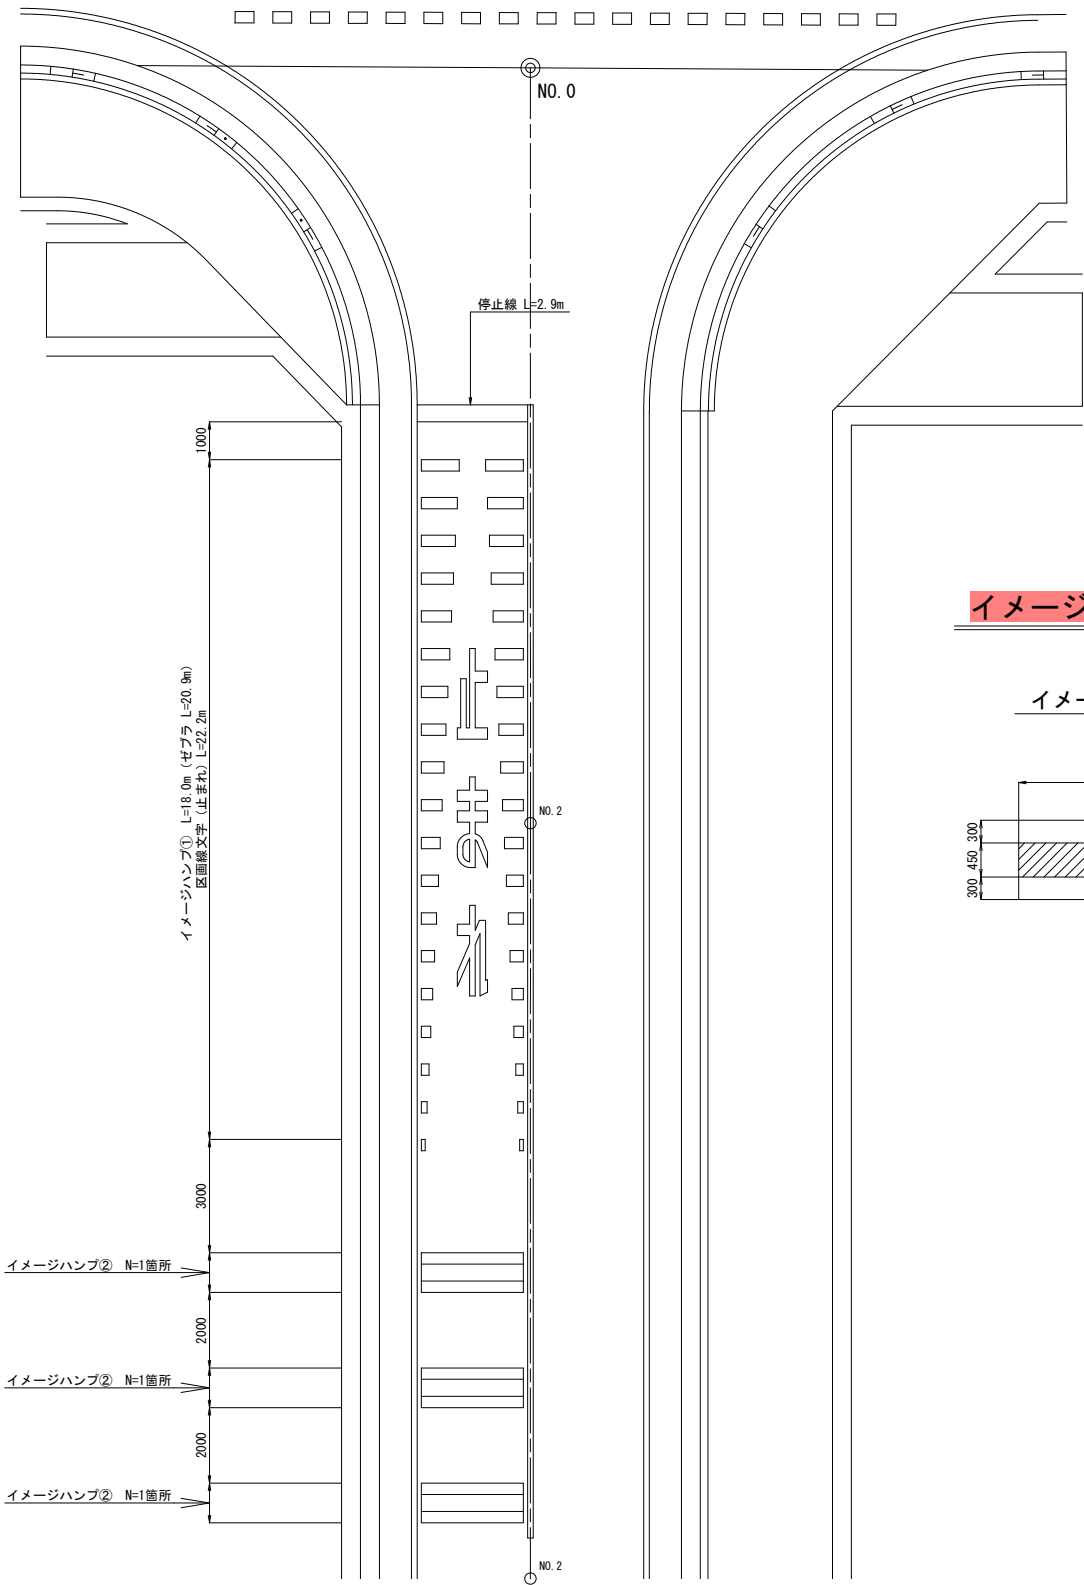 NO. 0
停止線 L=2.9m
1000
イメージハンプ① L=18.0m (ゼブラ L=20.9m)
区画線文字 (止まれ) L=22.2m
止まれ
NO. 2
イメージ
イメー
300
450
300
3000
イメージハンプ② N=1箇所
2000
イメージハンプ② N=1箇所
2000
イメージハンプ② N=1箇所
NO. 2